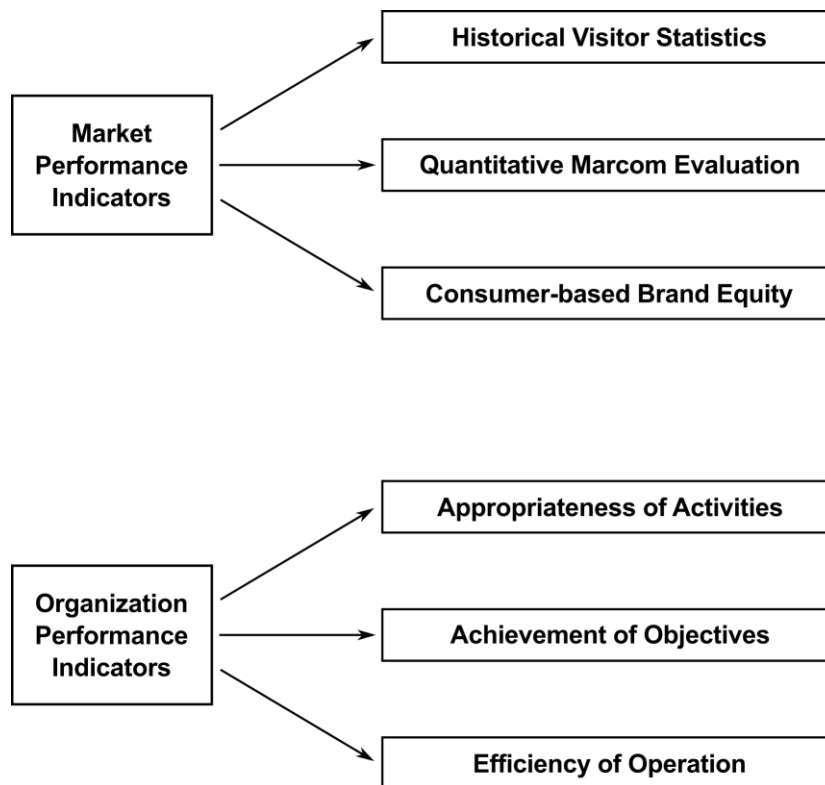 Historical Visitor Statistics
Market
Performance
Indicators
Quantitative Marcom Evaluation
Consumer-based Brand Equity
Appropriateness of Activities
Organization
Performance
Indicators
Achievement of Objectives
Efficiency of Operation